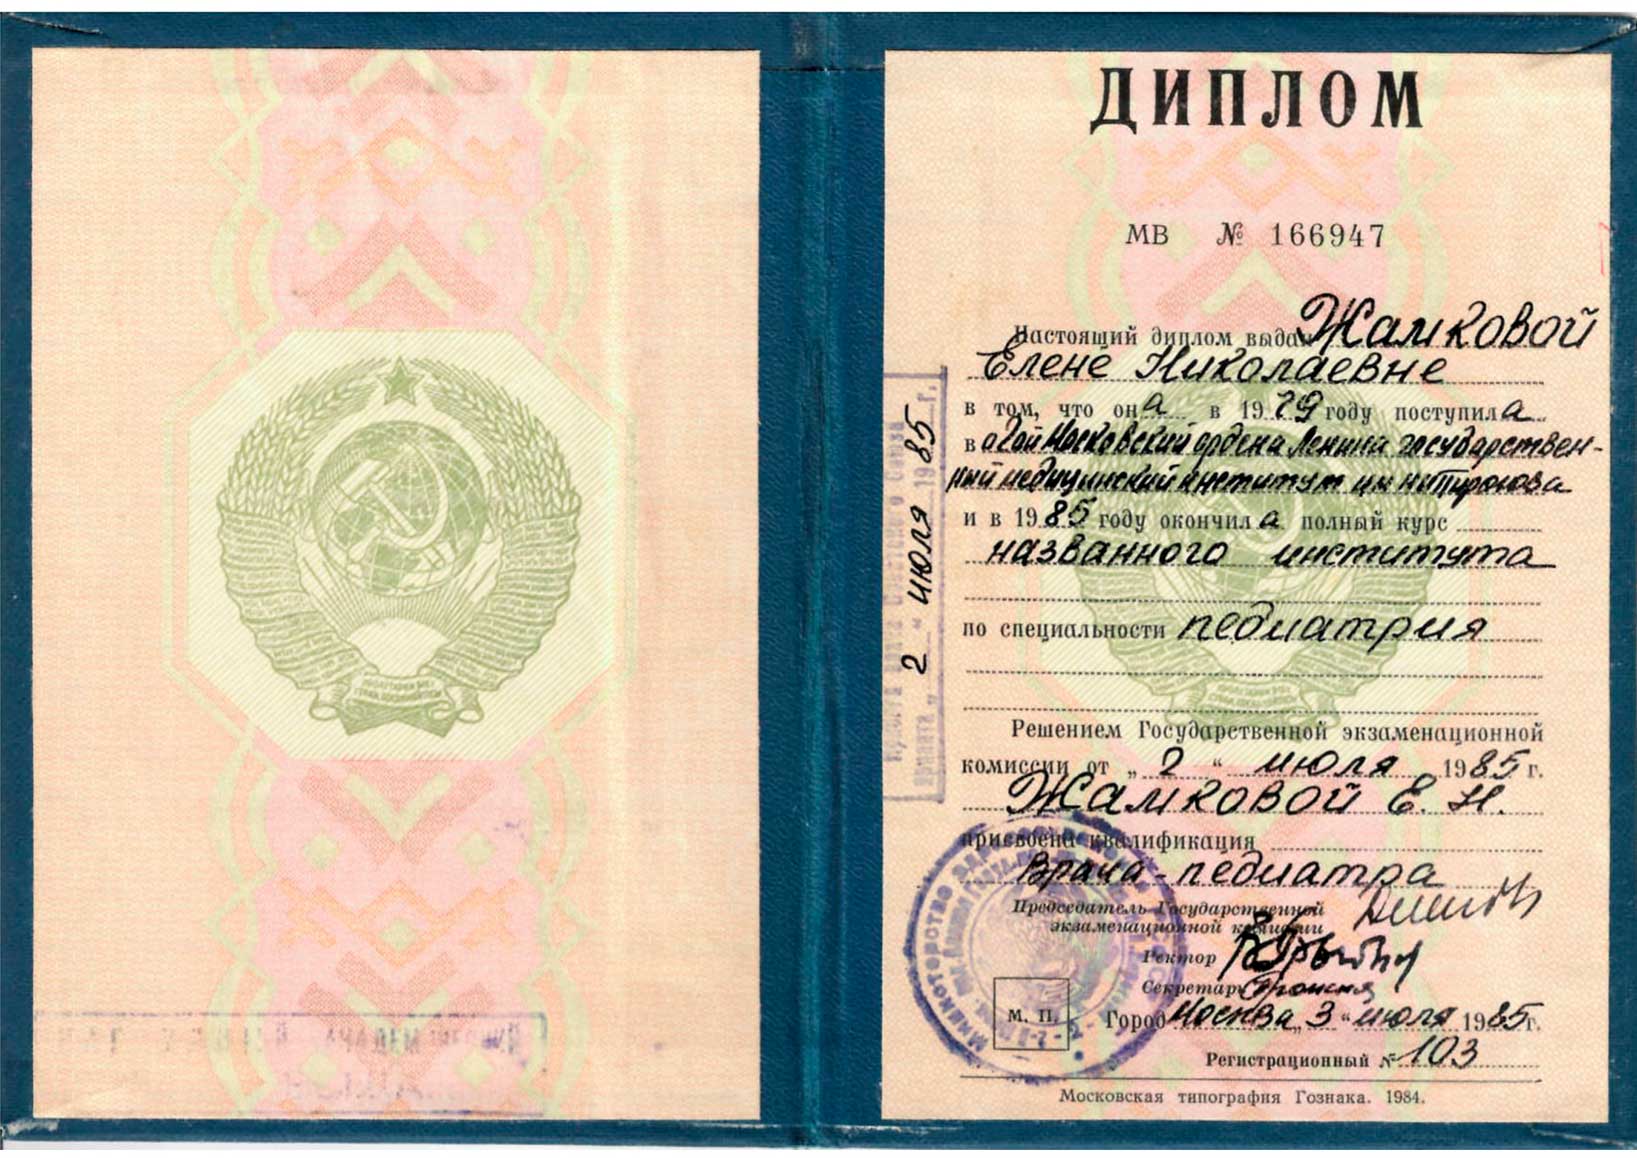 ДИПЛОМ
МВ № 166947
Настоящий диплом выдан Жамковой
Елене Николаевне
в том, что она в 1979 году поступила
в 2ой Московский ордена Ленина государствен-
ный медицинский институт им Н И Пирогова
и в 1985 году окончила полный курс
названного института
по специальности педиатрия
Решением Государственной экзаменационной
комиссии от „2“ июля 1985 г.
Жамковой Е. Н.
присвоена квалификация
Врача-педиатра
Председатель Государственной
экзаменационной комиссии
Ректор
Секретарь
М. П.
Город Москва „3“ июля 1985г.
Регистрационный № 103
Московская типография Гознака. 1984.
„2“ июля 1985 г.